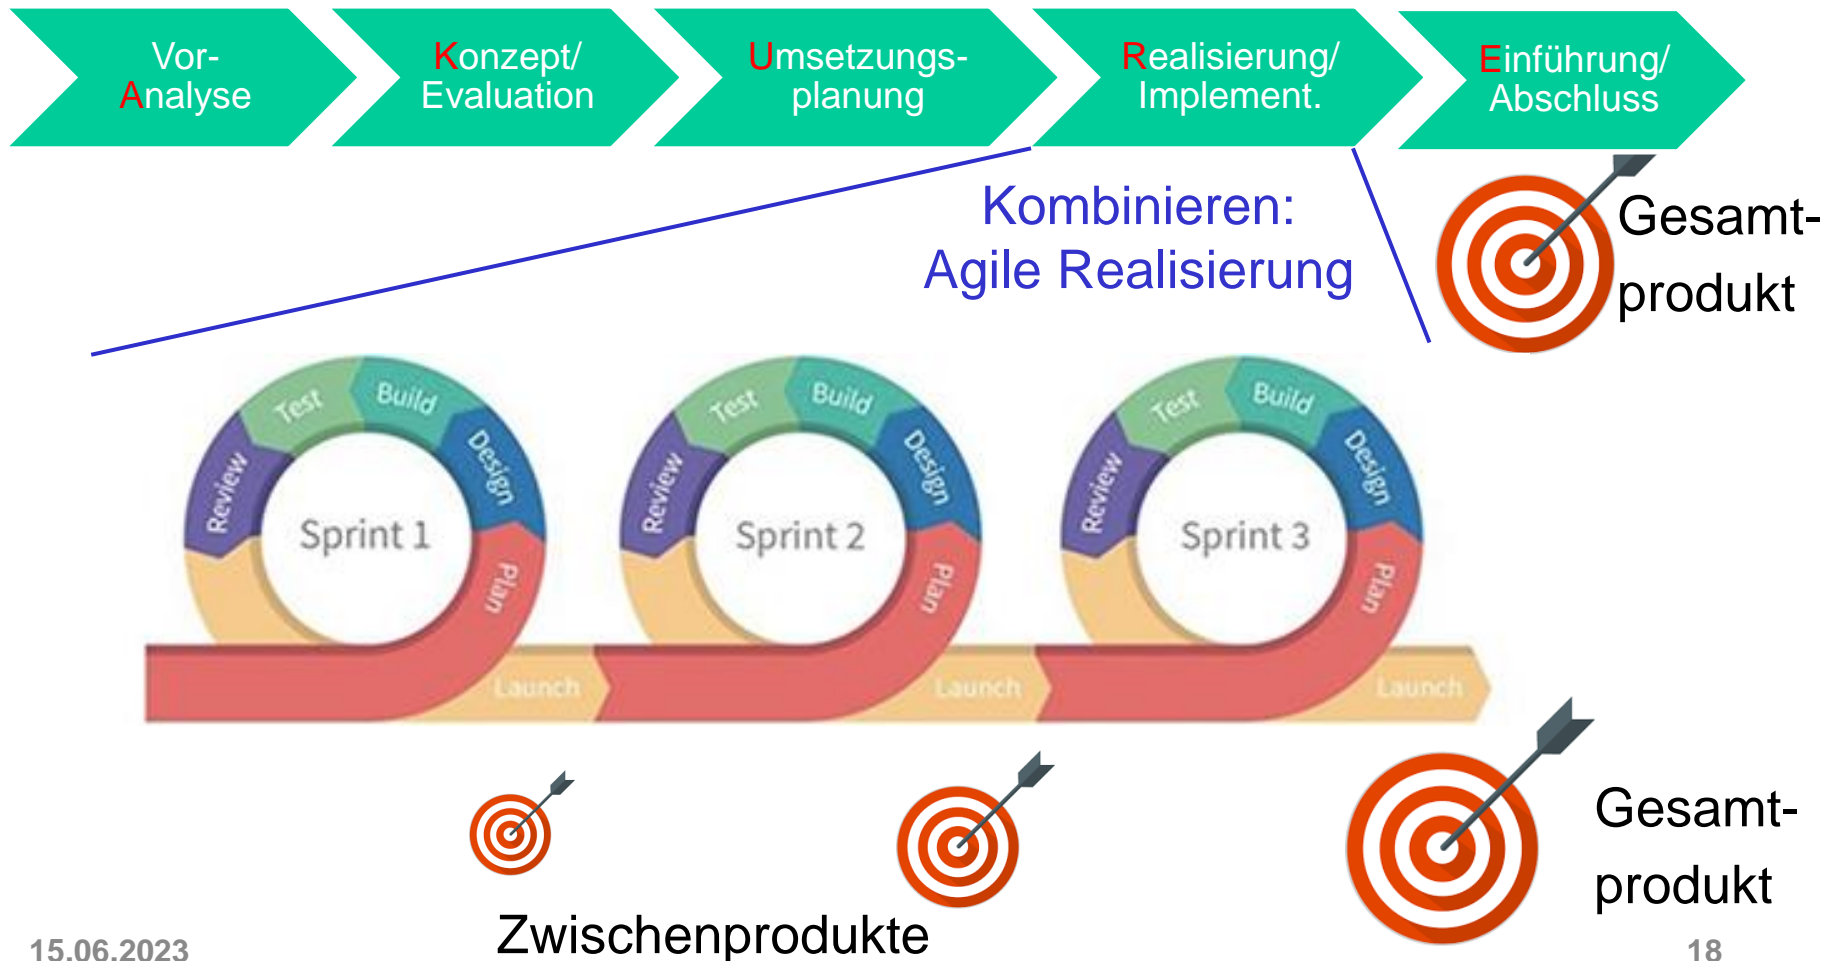 Vor-
Analyse
Konzept/
Evaluation
Umsetzungs-
planung
Realisierung/
Implement.
Einführung/
Abschluss
Kombinieren:
Agile Realisierung
Gesamt-
produkt
Test
Build
Design
Review
Sprint 1
Plan
Launch
Test
Build
Design
Review
Sprint 2
Plan
Launch
Test
Build
Design
Review
Sprint 3
Plan
Launch
Gesamt-
produkt
Zwischenprodukte
15.06.2023
18